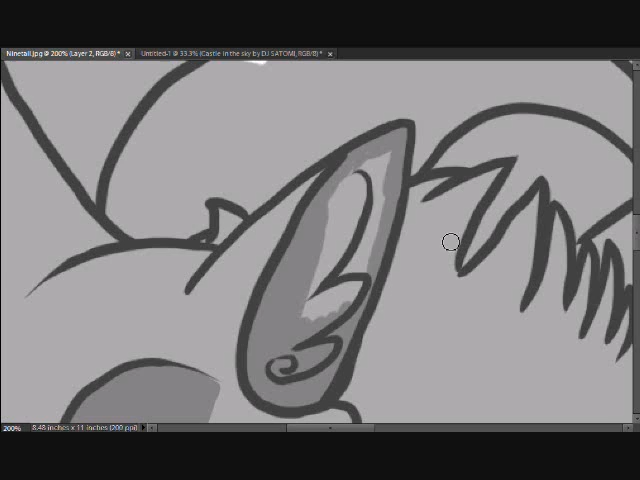 Ninetail.jpg @ 200% (Layer 2, RGB/8) * × Untitled-1 @ 33.3% (Castle in the sky by DJ SATOMI, RGB/8) * ×
200% 8.48 inches x 11 inches (200 ppi)